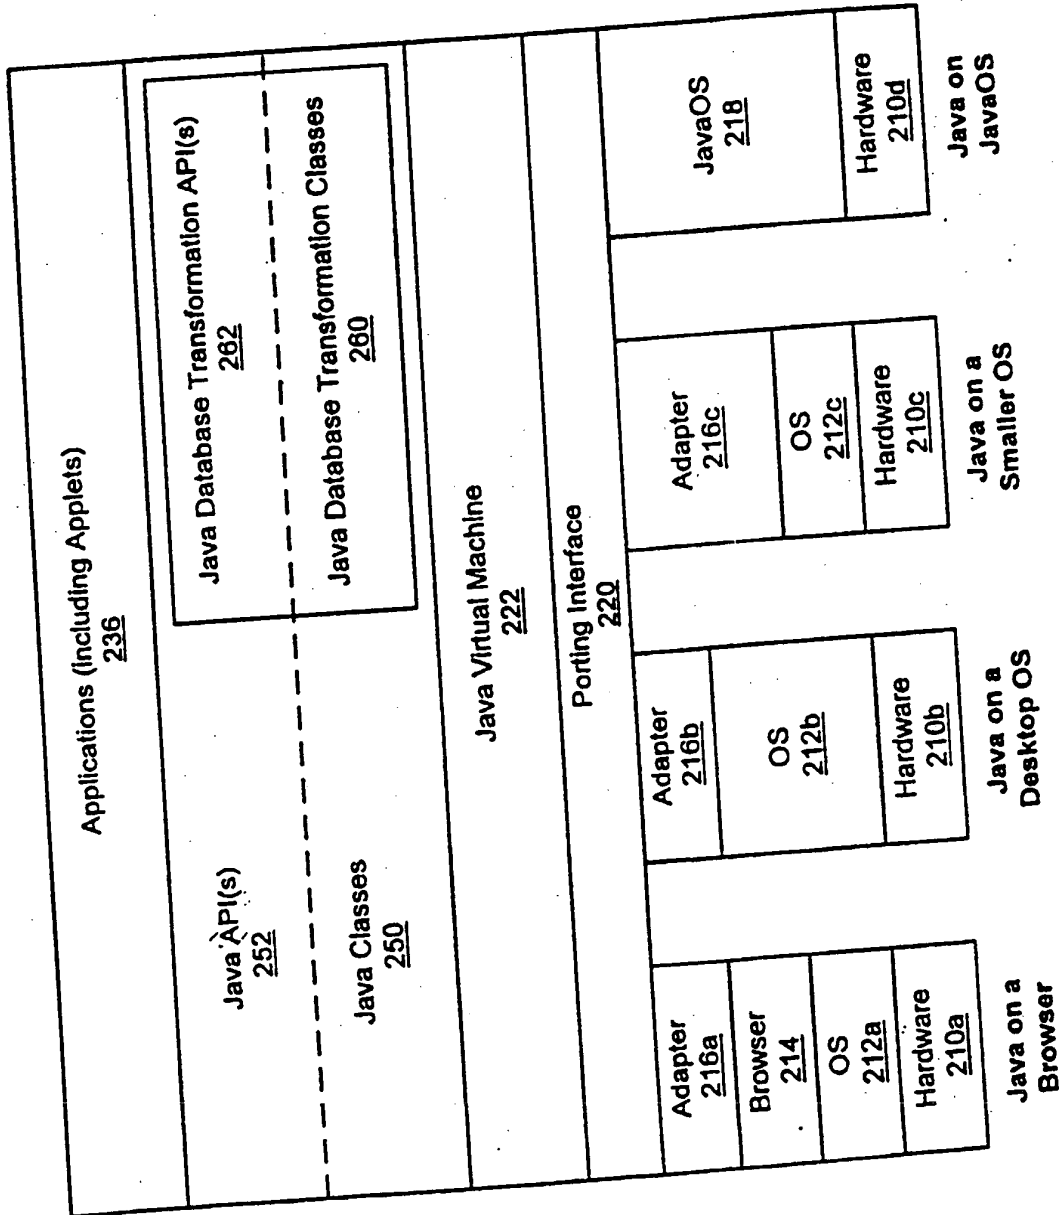 Applications (Including Applets)
236
Java API(s)
252
Java Database Transformation API(s)
262
Java Classes
250
Java Database Transformation Classes
260
Java Virtual Machine
222
Porting Interface
220
Adapter
216a
Browser
214
OS
212a
Hardware
210a
Java on a
Browser
Adapter
216b
OS
212b
Hardware
210b
Java on a
Desktop OS
Adapter
216c
OS
212c
Hardware
210c
Java on a
Smaller OS
JavaOS
218
Hardware
210d
Java on
JavaOS